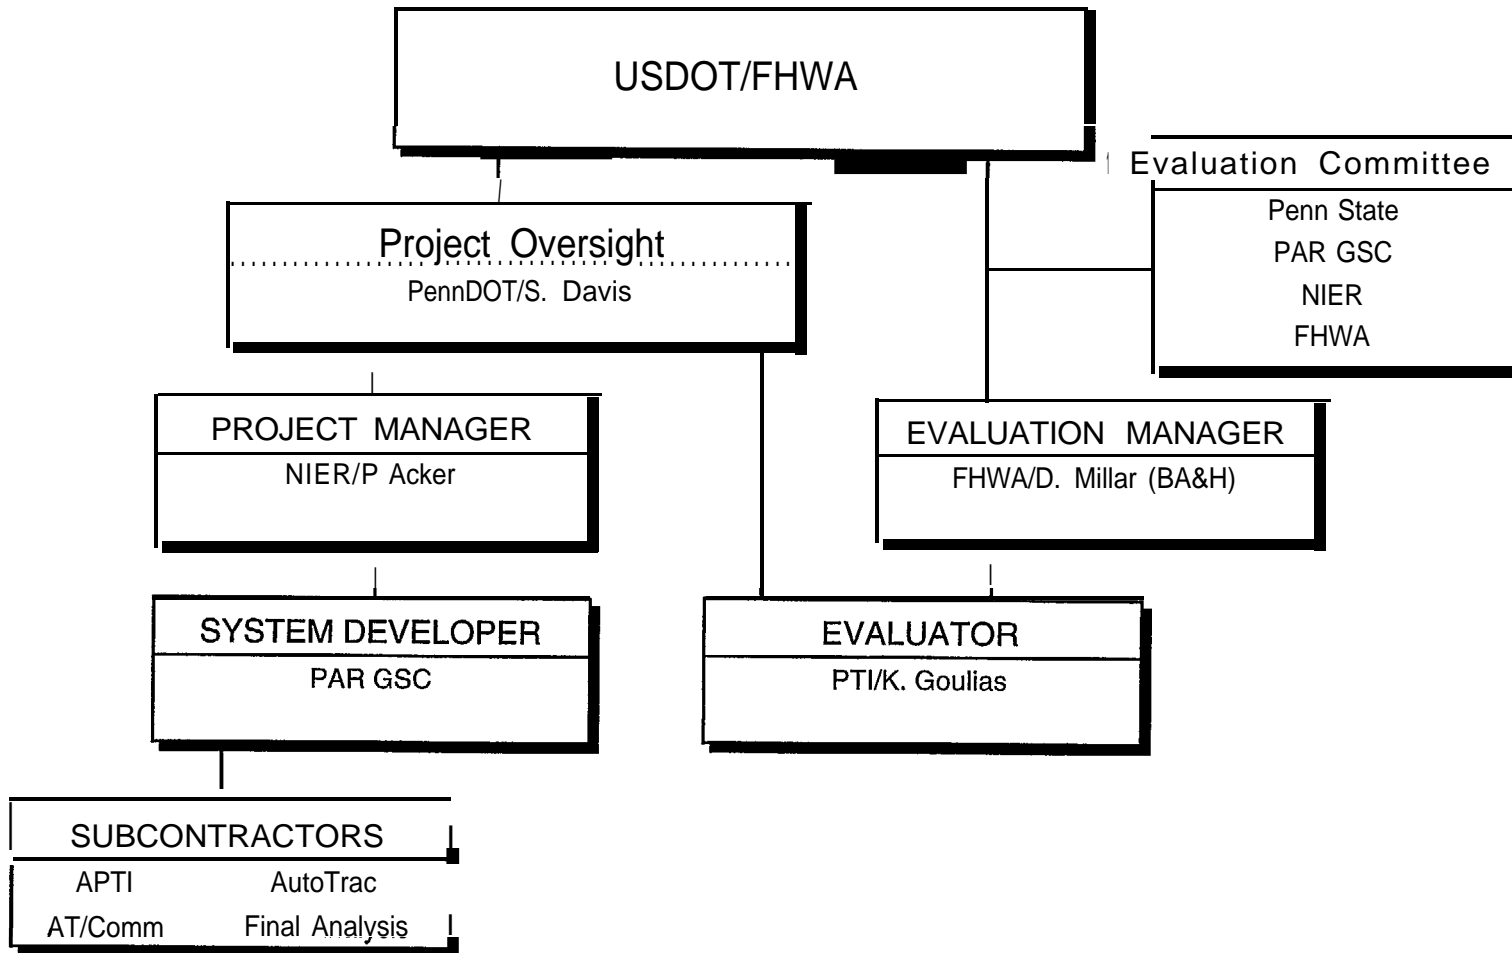 USDOT/FHWA
Evaluation Committee
Penn State
PAR GSC
NIER
FHWA
Project Oversight
PennDOT/S. Davis
PROJECT MANAGER
NIER/P Acker
EVALUATION MANAGER
FHWA/D. Millar (BA&H)
SYSTEM DEVELOPER
PAR GSC
EVALUATOR
PTI/K. Goulias
SUBCONTRACTORS
APTI AutoTrac
AT/Comm Final Analysis